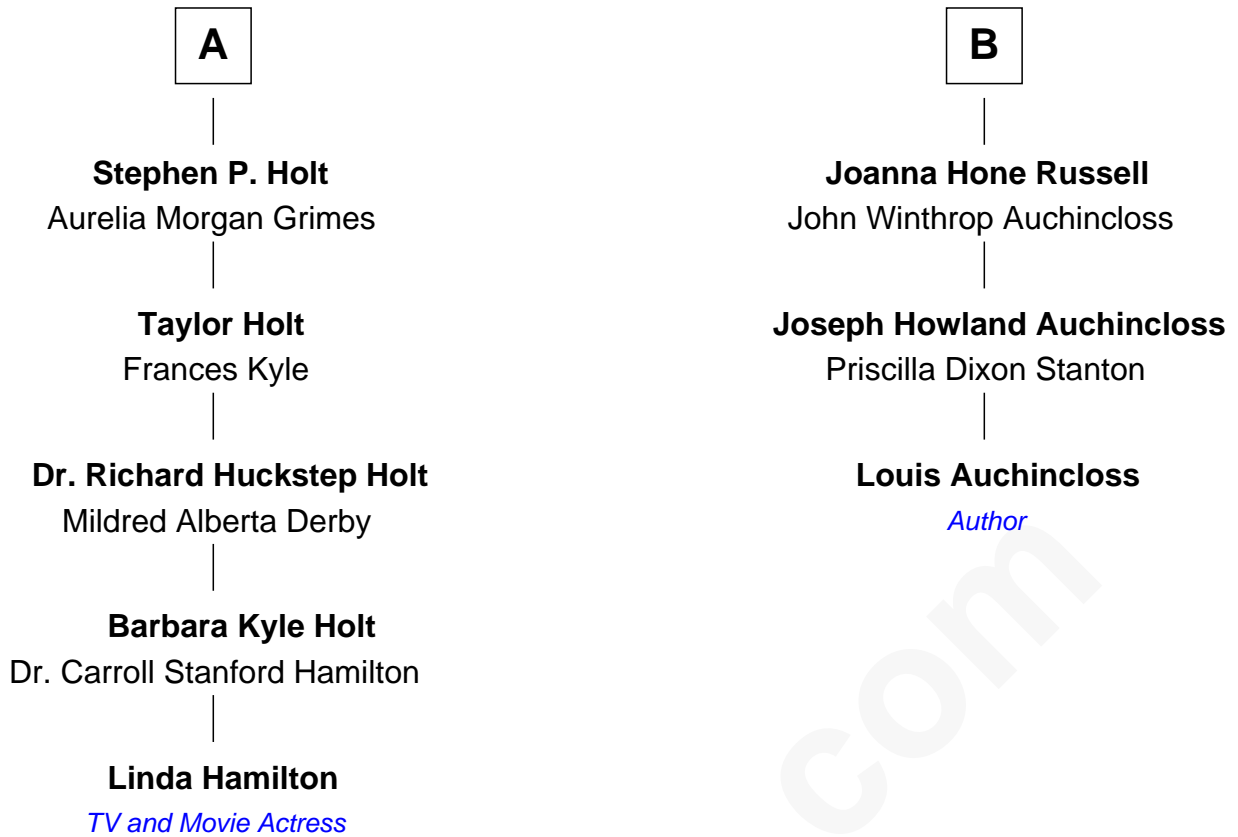 A
Stephen P. Holt
Aurelia Morgan Grimes
Taylor Holt
Frances Kyle
Dr. Richard Huckstep Holt
Mildred Alberta Derby
Barbara Kyle Holt
Dr. Carroll Stanford Hamilton
Linda Hamilton
TV and Movie Actress
B
Joanna Hone Russell
John Winthrop Auchincloss
Joseph Howland Auchincloss
Priscilla Dixon Stanton
Louis Auchincloss
Author
com